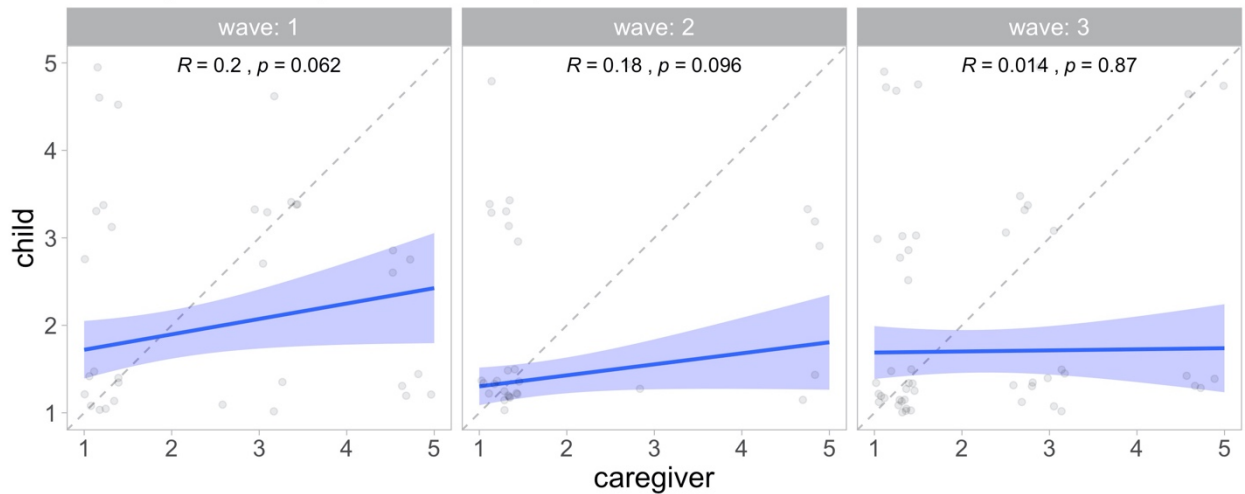 wave: 1
wave: 2
wave: 3
R = 0.2 , p = 0.062
R = 0.18 , p = 0.096
R = 0.014 , p = 0.87
child
5
4
3
2
1
1 2 3 4 5
1 2 3 4 5
1 2 3 4 5
caregiver